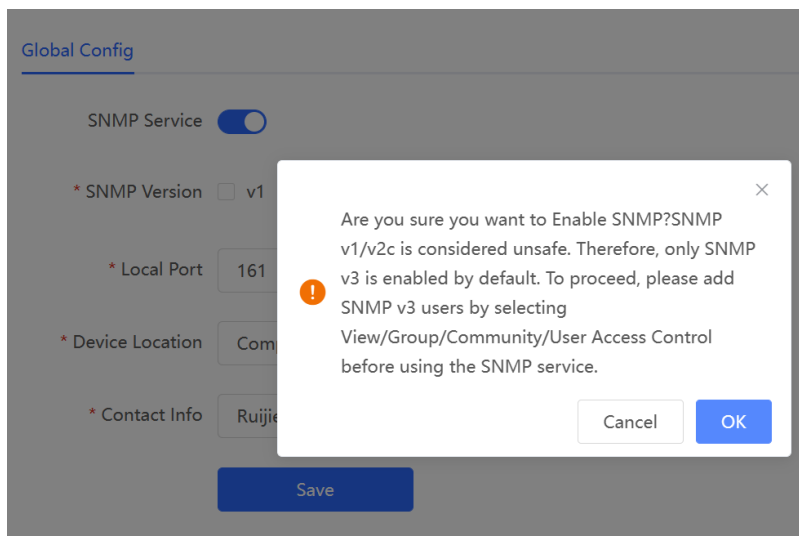 Global Config
SNMP Service
* SNMP Version v1
Are you sure you want to Enable SNMP?SNMP
v1/v2c is considered unsafe. Therefore, only SNMP
v3 is enabled by default. To proceed, please add
SNMP v3 users by selecting
View/Group/Community/User Access Control
before using the SNMP service.
* Local Port 161
* Device Location
* Contact Info Ruijie
Cancel OK
Save